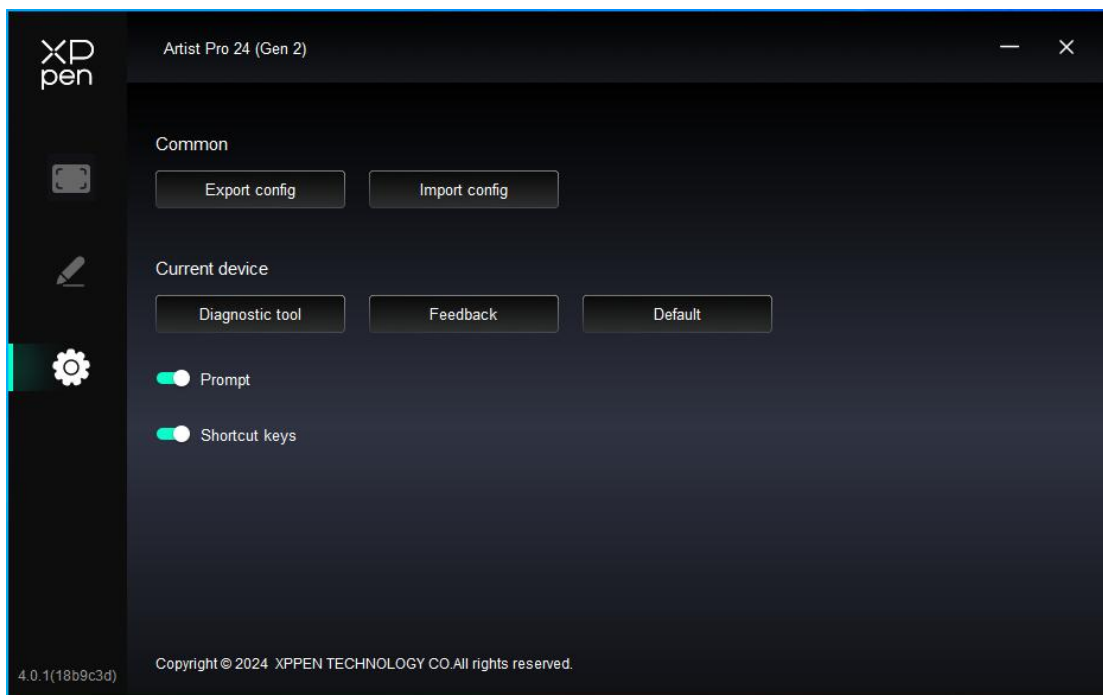 XP
pen
Artist Pro 24 (Gen 2)
Common
Export config
Import config
Current device
Diagnostic tool
Feedback
Default
Prompt
Shortcut keys
4.0.1(18b9c3d)
Copyright © 2024 XPPEN TECHNOLOGY CO.All rights reserved.